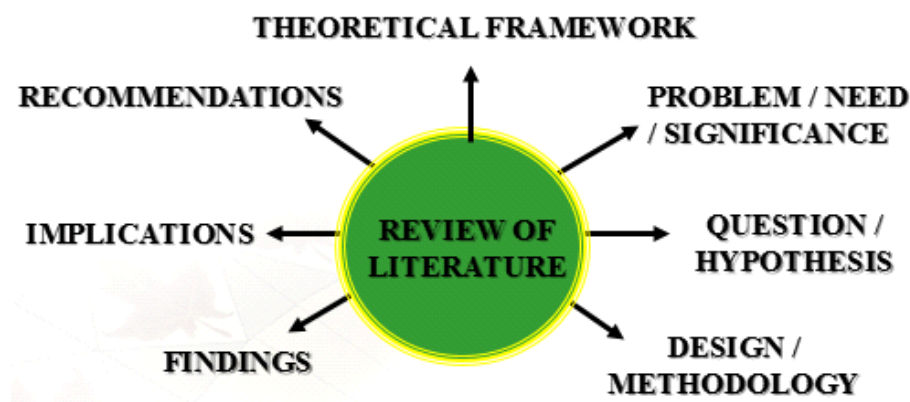 THEORETICAL FRAMEWORK
RECOMMENDATIONS
PROBLEM / NEED
/ SIGNIFICANCE
IMPLICATIONS
REVIEW OF
LITERATURE
QUESTION /
HYPOTHESIS
FINDINGS
DESIGN /
METHODOLOGY